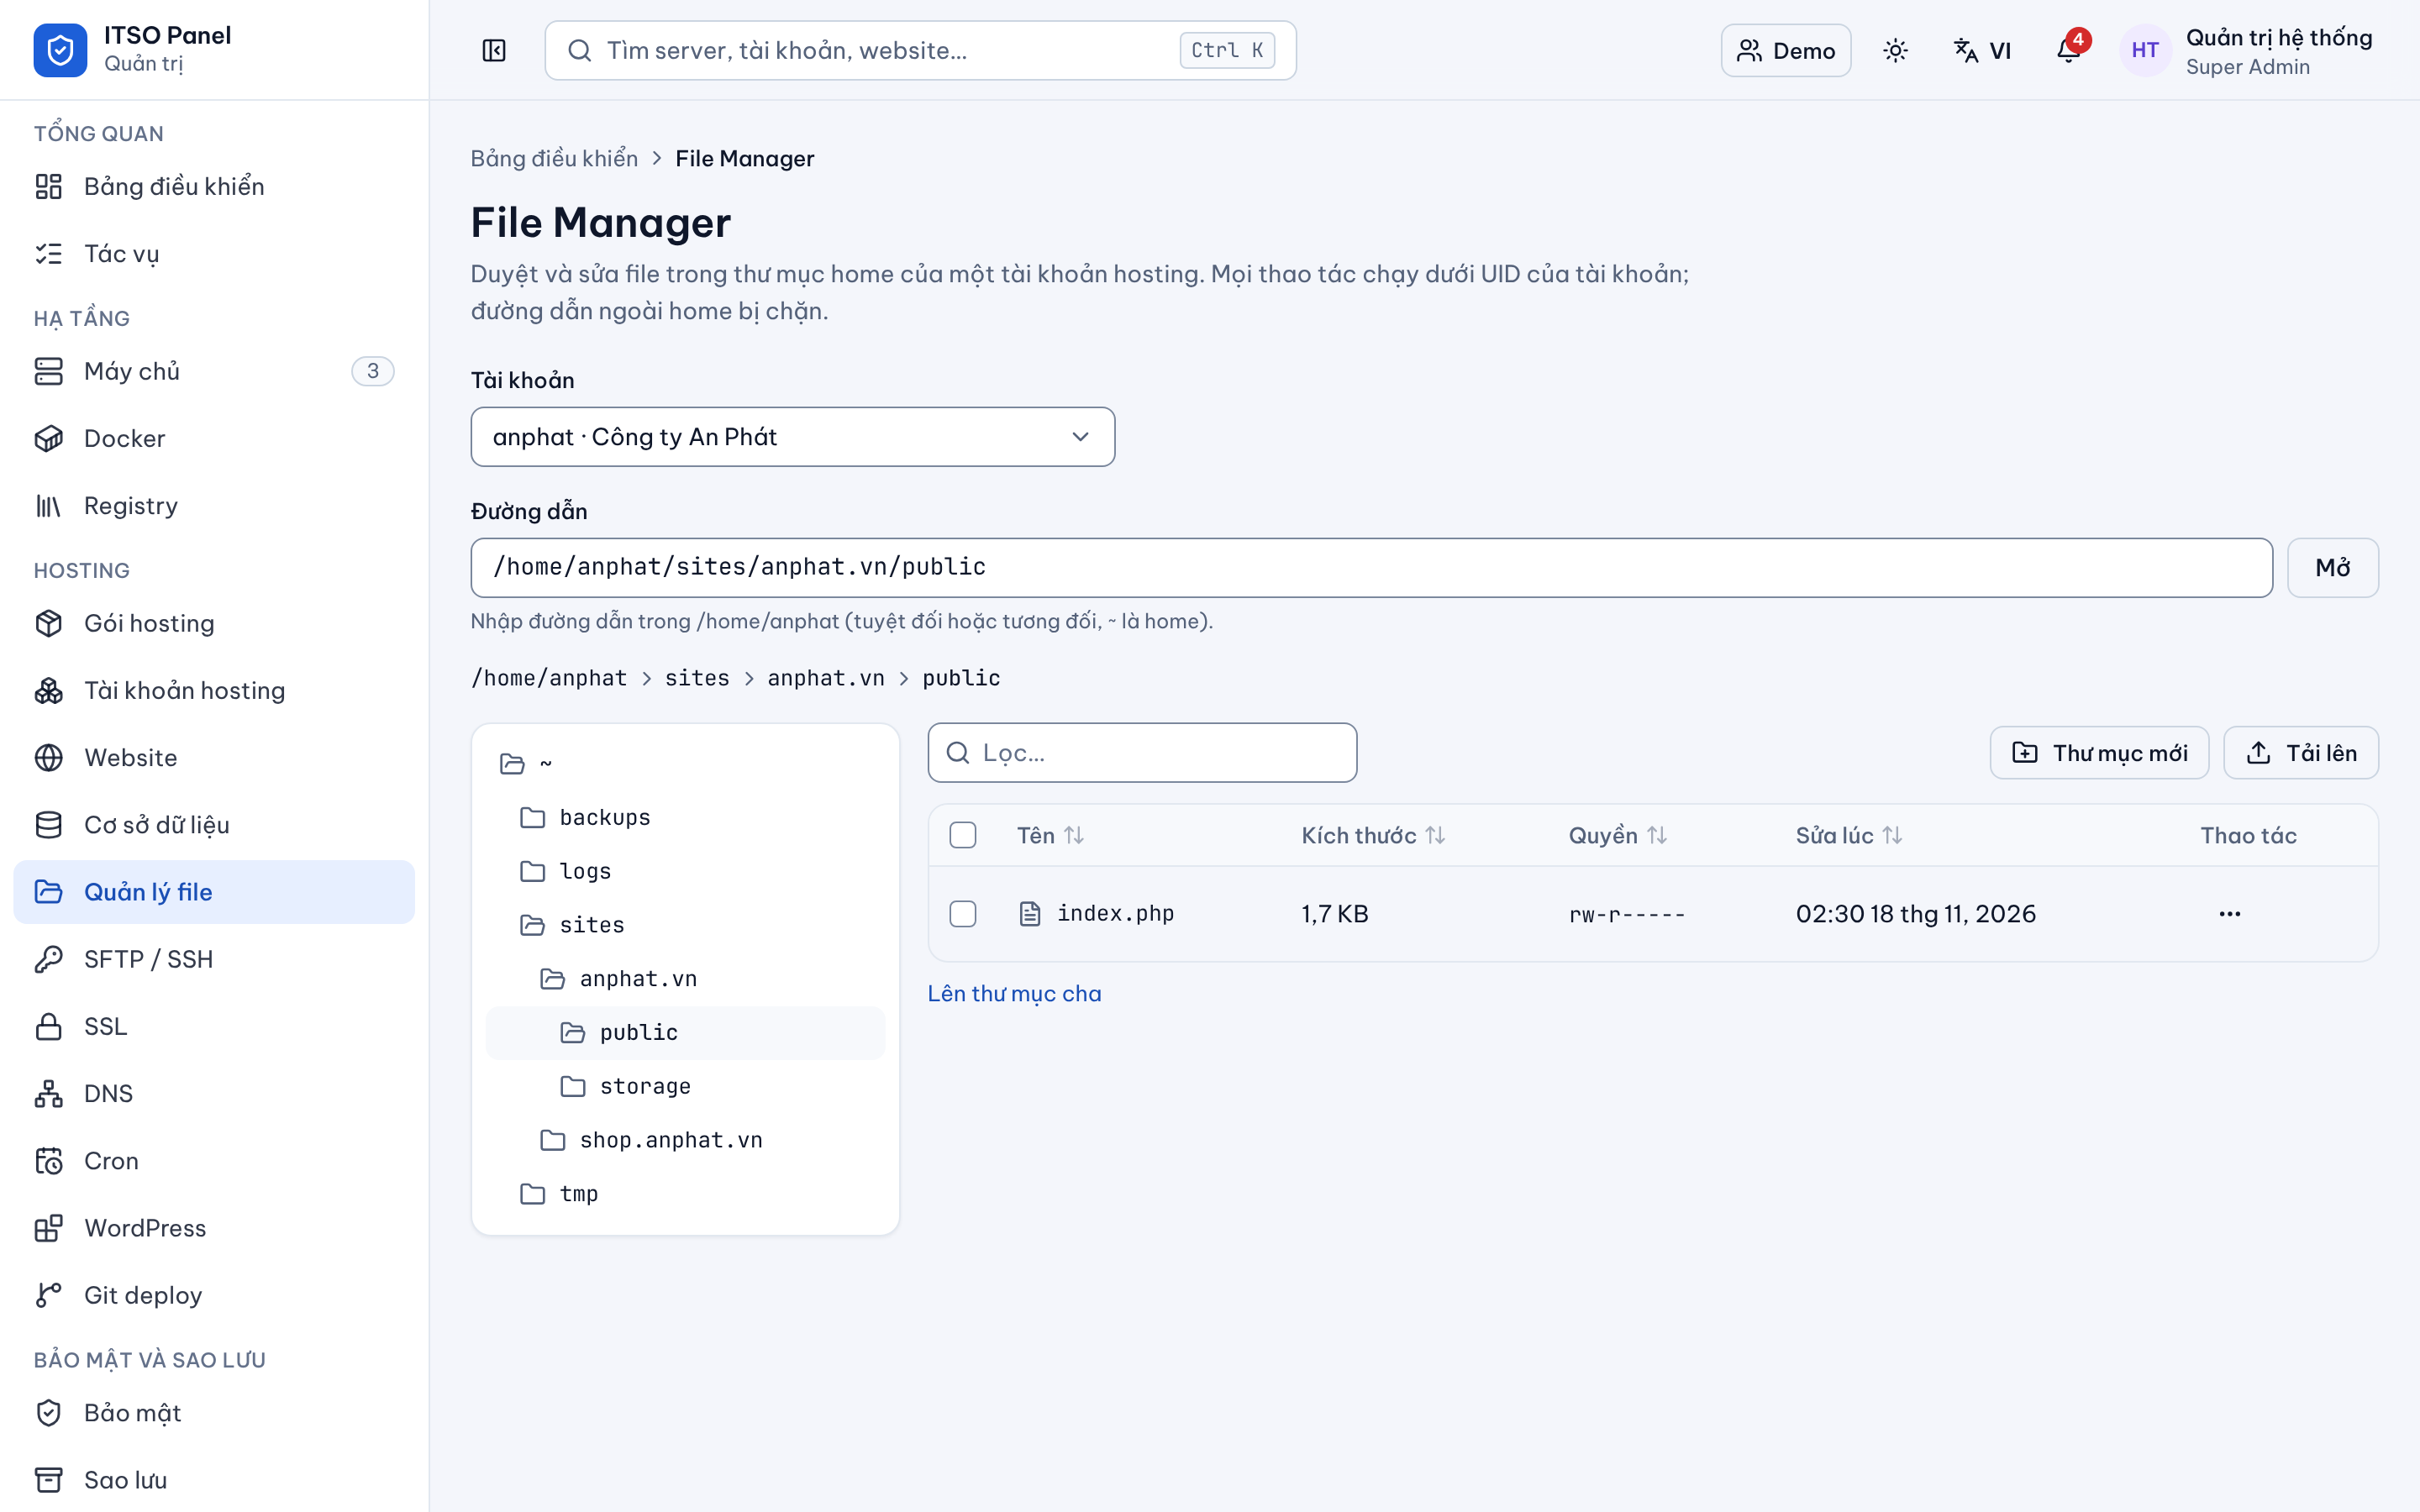 ITSO Panel
Quản trị
Tìm server, tài khoản, website...
Ctrl K
Demo
VI
4
HT
Quản trị hệ thống
Super Admin
TỔNG QUAN
Bảng điều khiển
Tác vụ
HẠ TẦNG
Máy chủ
3
Docker
Registry
HOSTING
Gói hosting
Tài khoản hosting
Website
Cơ sở dữ liệu
Quản lý file
SFTP / SSH
SSL
DNS
Cron
WordPress
Git deploy
BẢO MẬT VÀ SAO LƯU
Bảo mật
Sao lưu
Bảng điều khiển > File Manager
File Manager
Duyệt và sửa file trong thư mục home của một tài khoản hosting. Mọi thao tác chạy dưới UID của tài khoản;
đường dẫn ngoài home bị chặn.
Tài khoản
anphat · Công ty An Phát
Đường dẫn
/home/anphat/sites/anphat.vn/public
Mở
Nhập đường dẫn trong /home/anphat (tuyệt đối hoặc tương đối, ~ là home).
/home/anphat > sites > anphat.vn > public
~
backups
logs
sites
anphat.vn
public
storage
shop.anphat.vn
tmp
Lọc...
Thư mục mới
Tải lên
Tên Kích thước Quyền Sửa lúc Thao tác
index.php 1,7 KB rw-r----- 02:30 18 thg 11, 2026
Lên thư mục cha